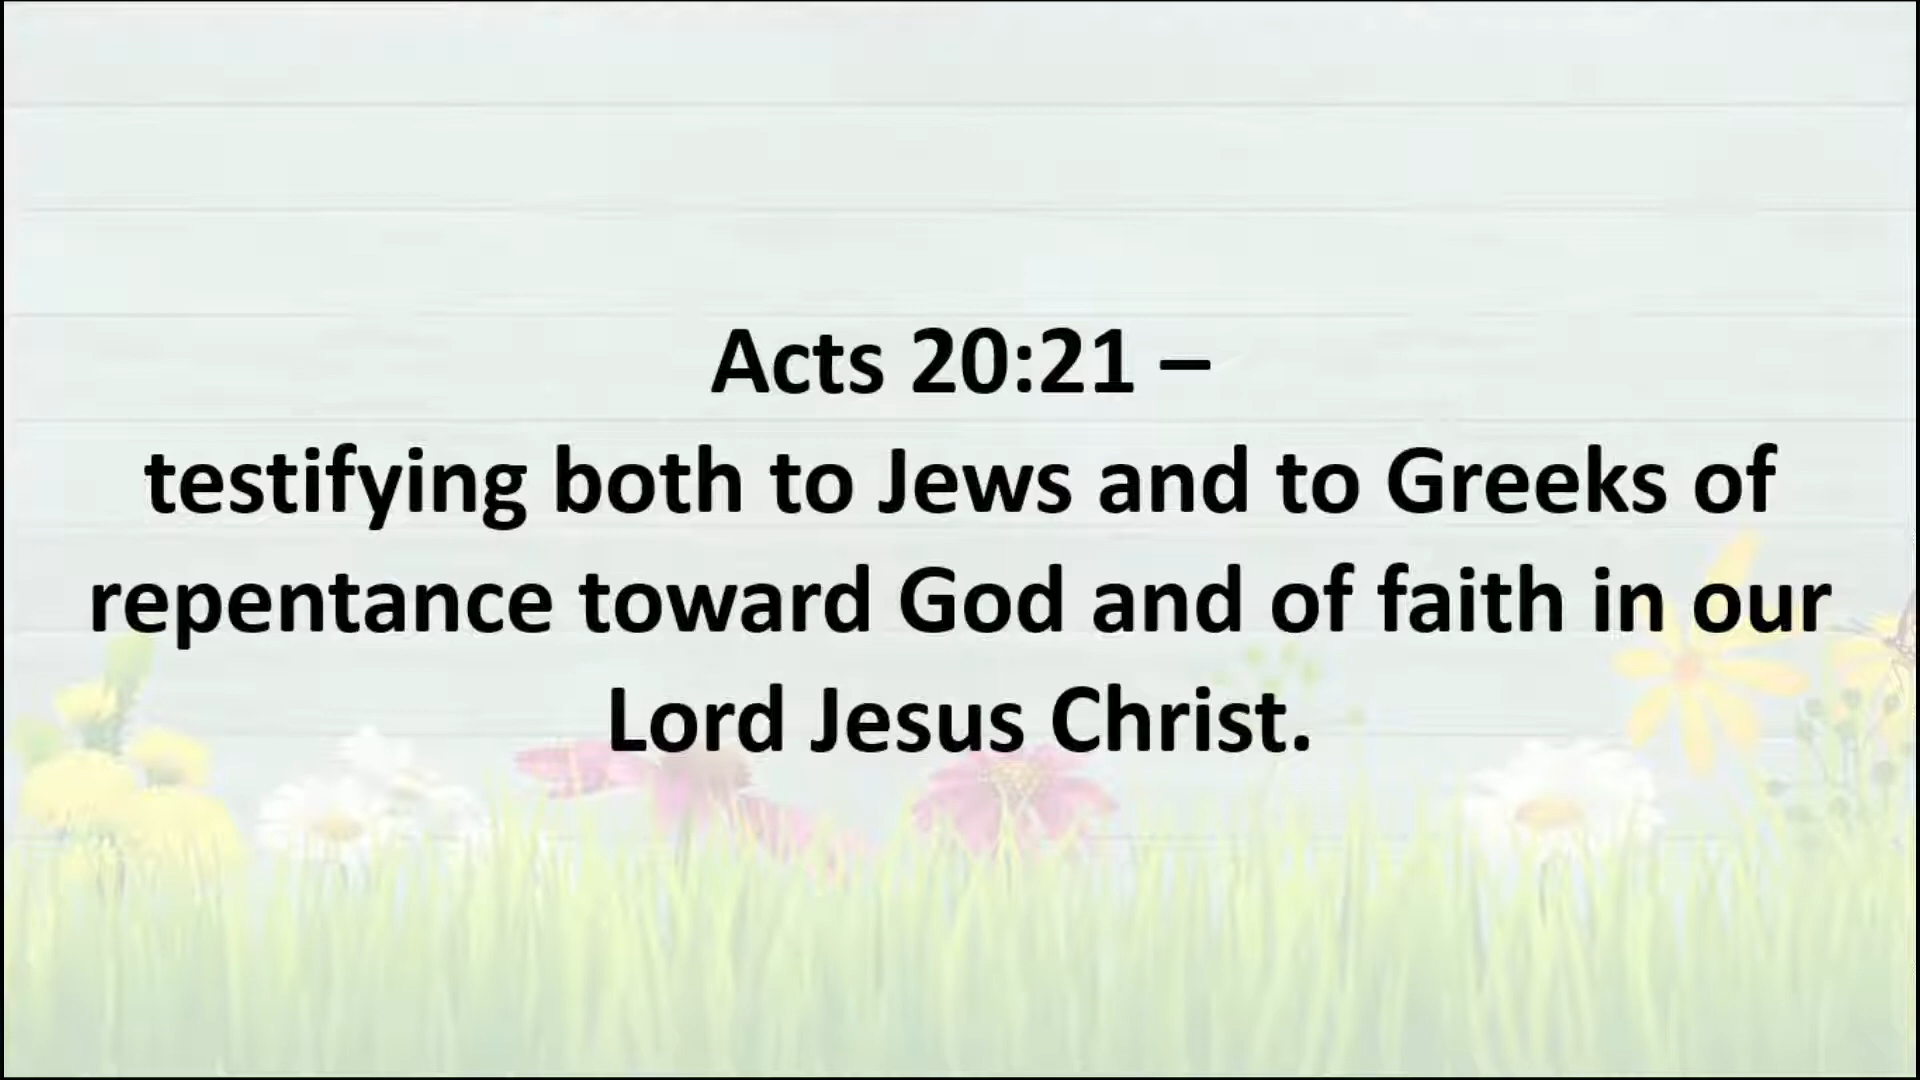 Acts 20:21 –
testifying both to Jews and to Greeks of
repentance toward God and of faith in our
Lord Jesus Christ.